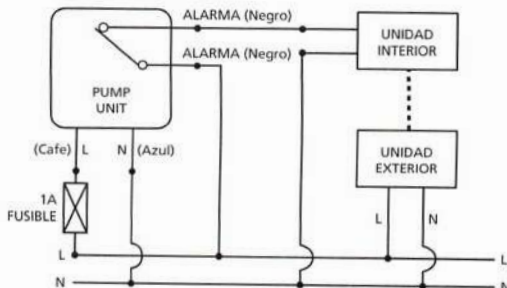 ALARMA (Negro)
UNIDAD
INTERIOR
ALARMA (Negro)
PUMP
UNIT
(Cafe) L
N (Azul)
UNIDAD
EXTERIOR
1A
FUSIBLE
L
N
L
L
N
N